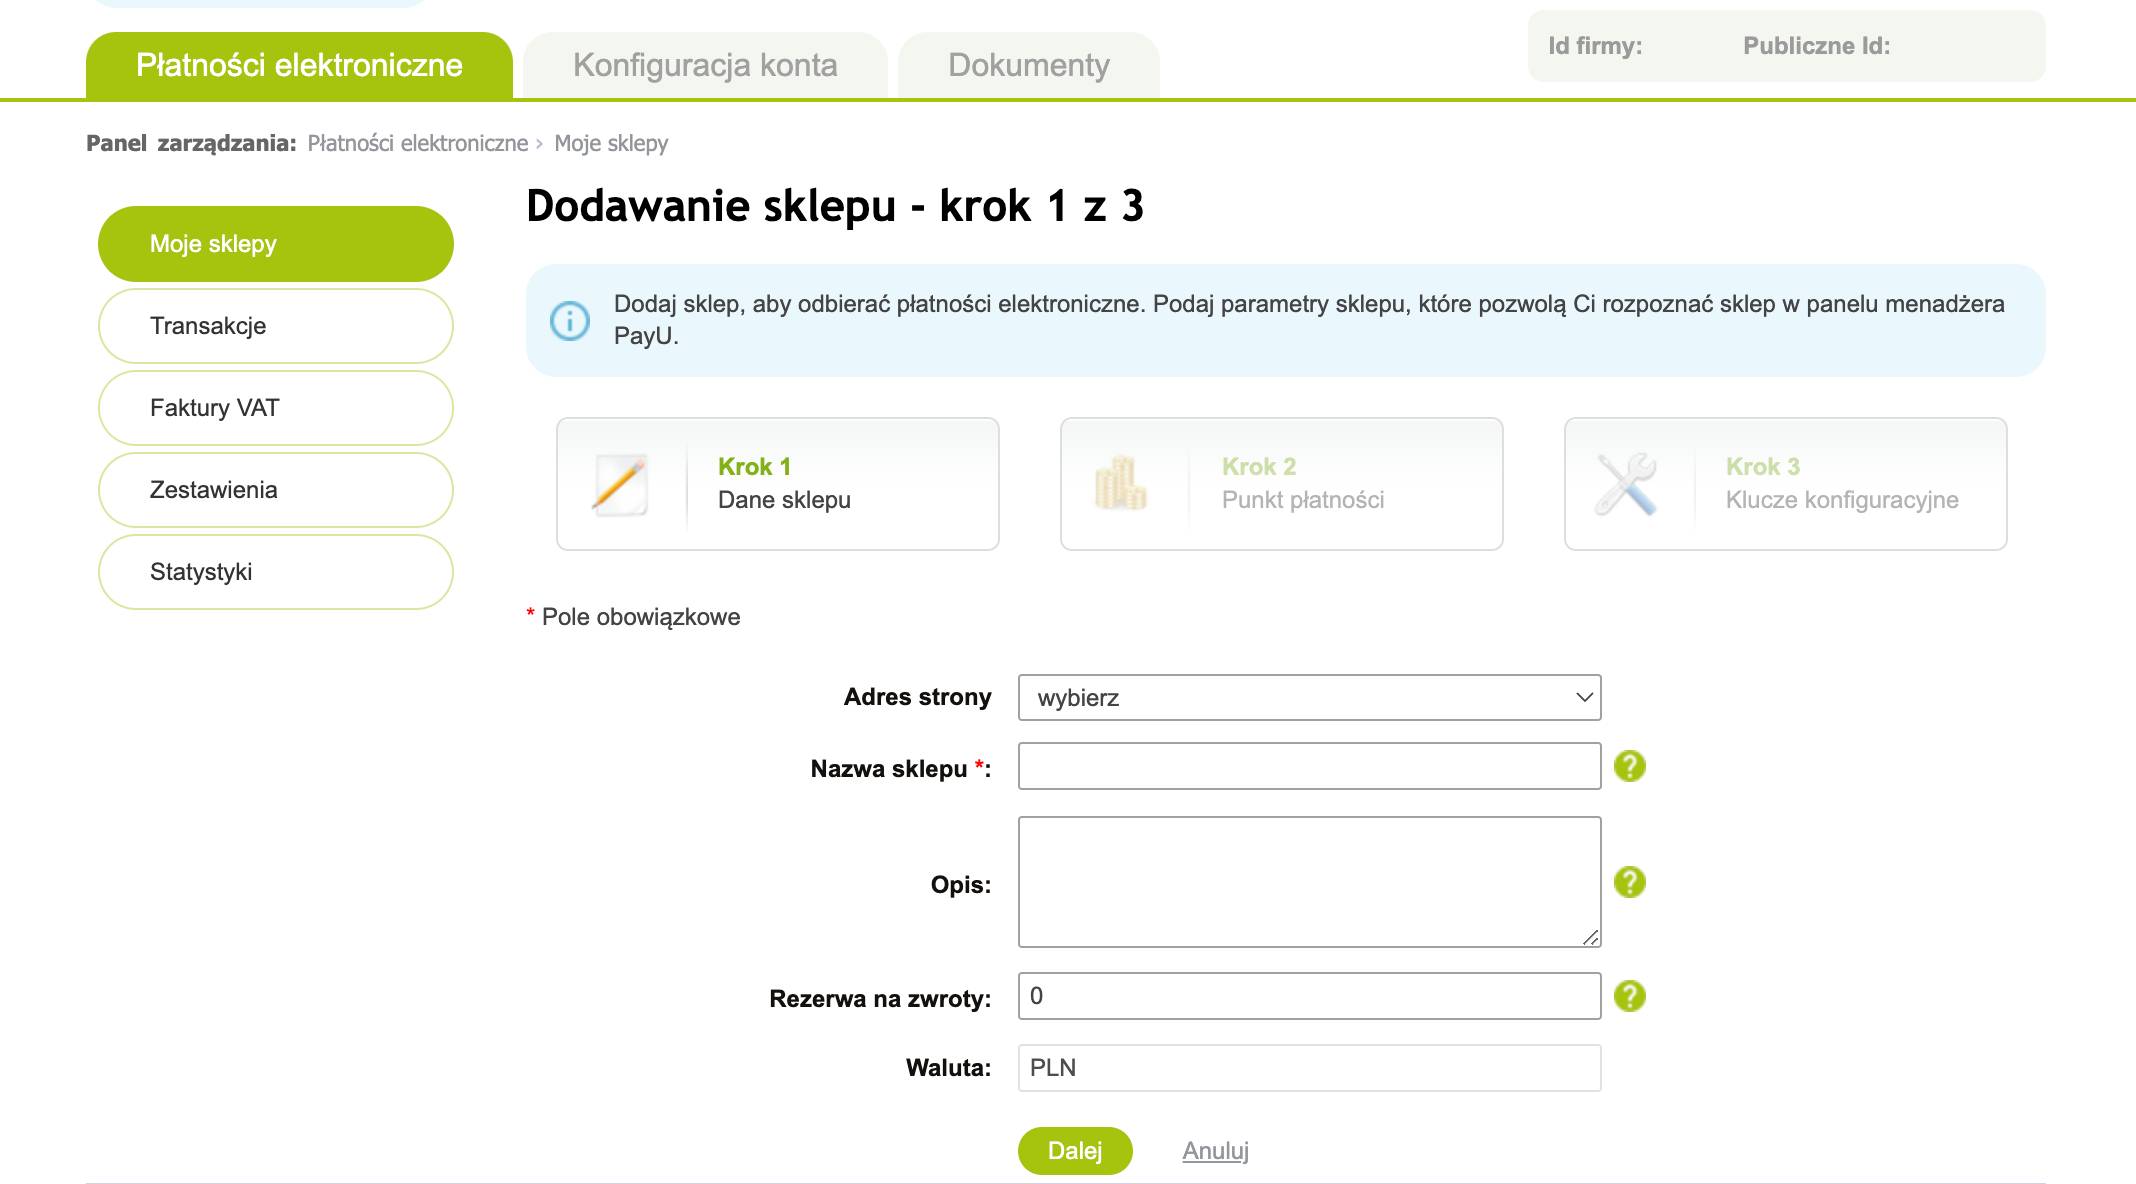 Płatności elektroniczne
Konfiguracja konta
Dokumenty
Id firmy:
Publiczne Id:
Panel zarządzania: Płatności elektroniczne › Moje sklepy
Moje sklepy
Transakcje
Faktury VAT
Zestawienia
Statystyki
Dodawanie sklepu - krok 1 z 3
Dodaj sklep, aby odbierać płatności elektroniczne. Podaj parametry sklepu, które pozwolą Ci rozpoznać sklep w panelu menadżera
PayU.
Krok 1
Dane sklepu
Krok 2
Punkt płatności
Krok 3
Klucze konfiguracyjne
* Pole obowiązkowe
Adres strony
wybierz
Nazwa sklepu *:
Opis:
Rezerwa na zwroty:
0
Waluta:
PLN
Dalej
Anuluj